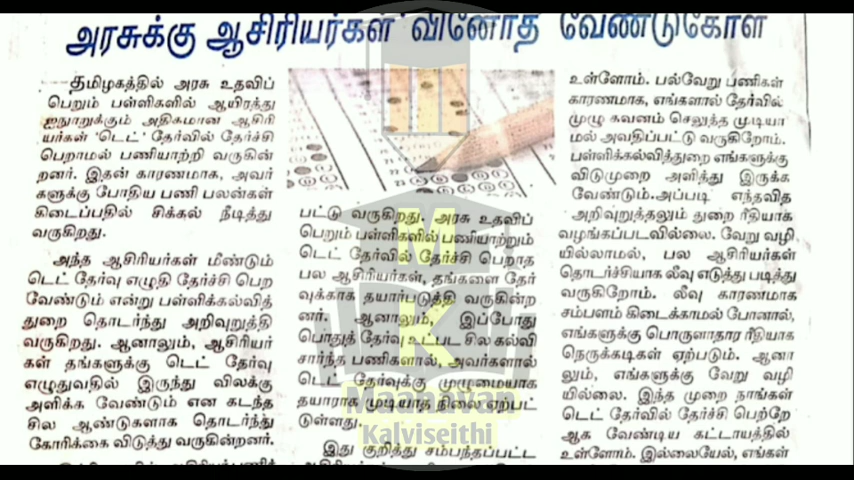 அரசுக்கு ஆசிரியர்கள் வினோத வேண்டுகோள்
தமிழகத்தில் அரசு உதவிப்
பெறும் பள்ளிகளில் ஆயிரத்து
ஐநூறுக்கும் அதிகமான ஆசிரி
யர்கள் 'டெட்' தேர்வில் தேர்ச்சி
பெறாமல் பணியாற்றி வருகின்
றனர். இதன் காரணமாக, அவர்
களுக்கு போதிய பணி பலன்கள்
கிடைப்பதில் சிக்கல் நீடித்து
வருகிறது.
அந்த ஆசிரியர்கள் மீண்டும்
டெட் தேர்வு எழுதி தேர்ச்சி பெற
வேண்டும் என்று பள்ளிக்கல்வித்
துறை தொடர்ந்து அறிவுறுத்தி
வருகிறது. ஆனாலும், ஆசிரியர்
கள் தங்களுக்கு டெட் தேர்வு
எழுதுவதில் இருந்து விலக்கு
அளிக்க வேண்டும் என கடந்த
சில ஆண்டுகளாக தொடர்ந்து
கோரிக்கை விடுத்து வருகின்றனர்.
பட்டு வருகிறது. அரசு உதவிப்
பெறும் பள்ளிகளில் பணியாற்றும்
டெட் தேர்வில் தேர்ச்சி பெறாத
பல ஆசிரியர்கள், தங்களை தேர்
வுக்காக தயார்படுத்தி வருகின்ற
னர். ஆனாலும், இப்போது
பொதுத் தேர்வு உட்பட சில கல்வி
சார்ந்த பணிகளால், அவர்களால்
டெட் தேர்வுக்கு முழுமையாக
தயாராக முடியாத நிலை ஏற்பட்
டுள்ளது.
இது குறித்து சம்பந்தப்பட்ட
உள்ளோம். பல்வேறு பணிகள்
காரணமாக, எங்களால் தேர்வில்
முழு கவனம் செலுத்த முடியா
மல் அவதிப்பட்டு வருகிறோம்.
பள்ளிக்கல்வித்துறை எங்களுக்கு
விடுமுறை அளித்து இருக்க
வேண்டும்.அப்படி எந்தவித
அறிவுறுத்தலும் துறை ரீதியாக
வழங்கப்படவில்லை. வேறு வழி
யில்லாமல், பல ஆசிரியர்கள்
தொடர்ச்சியாக லீவு எடுத்து படித்து
வருகிறோம். லீவு காரணமாக
சம்பளம் கிடைக்காமல் போனால்,
எங்களுக்கு பொருளாதார ரீதியாக
நெருக்கடிகள் ஏற்படும். ஆனா
லும், எங்களுக்கு வேறு வழி
யில்லை. இந்த முறை நாங்கள்
டெட் தேர்வில் தேர்ச்சி பெற்றே
ஆக வேண்டிய கட்டாயத்தில்
உள்ளோம். இல்லையேல், எங்கள்
M
K
Maanavan
Kalviseithi